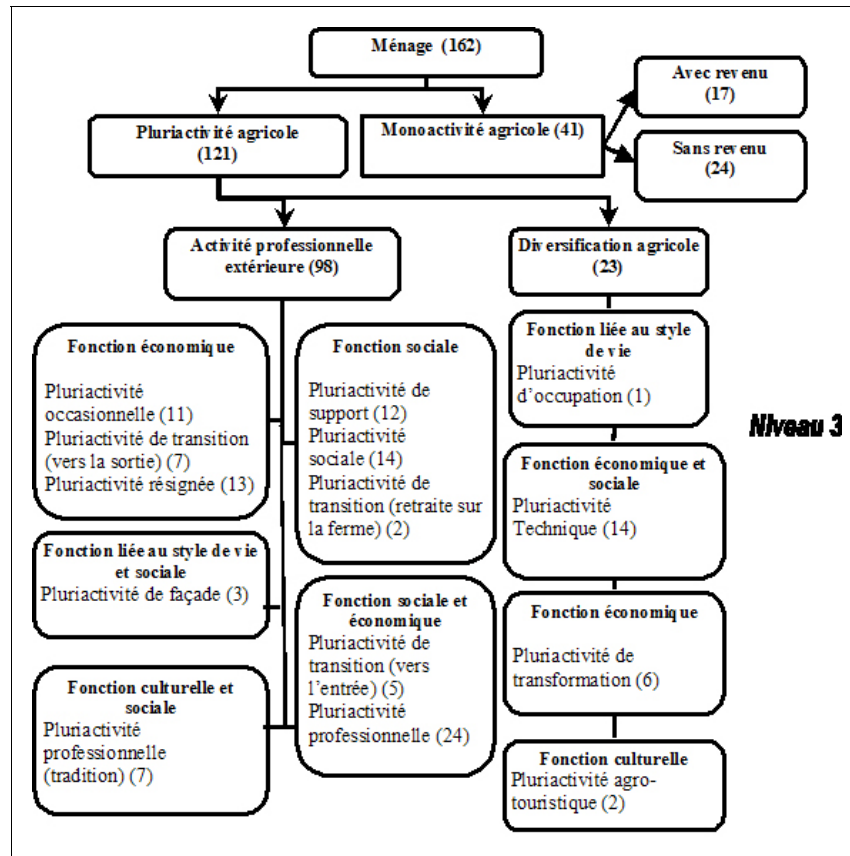 Ménage (162)
Avec revenu
(17)
Pluriactivité agricole
(121)
Monoactivité agricole (41)
Sans revenu
(24)
Activité professionnelle
extérieure (98)
Diversification agricole
(23)
Fonction économique
Pluriactivité
occasionnelle (11)
Pluriactivité de transition
(vers la sortie) (7)
Pluriactivité résignée (13)
Fonction sociale
Pluriactivité de
support (12)
Pluriactivité
sociale (14)
Pluriactivité de
transition (retraite sur
la ferme) (2)
Fonction liée au style
de vie
Pluriactivité
d'occupation (1)
Niveau 3
Fonction économique et
sociale
Pluriactivité
Technique (14)
Fonction liée au style de vie
et sociale
Pluriactivité de façade (3)
Fonction sociale et
économique
Pluriactivité de
transition (vers
l'entrée) (5)
Pluriactivité
professionnelle (24)
Fonction économique
Pluriactivité de
transformation (6)
Fonction culturelle et
sociale
Pluriactivité
professionnelle
(tradition) (7)
Fonction culturelle
Pluriactivité agro-
touristique (2)